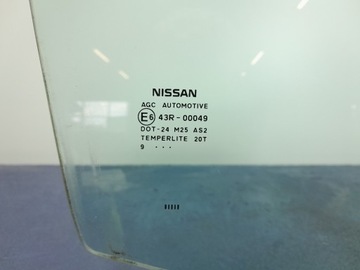 NISSAN
AGC AUTOMOTIVE
E6 43R-00049
DOT-24 M25 AS2
TEMPERLITE 20T
9 ...